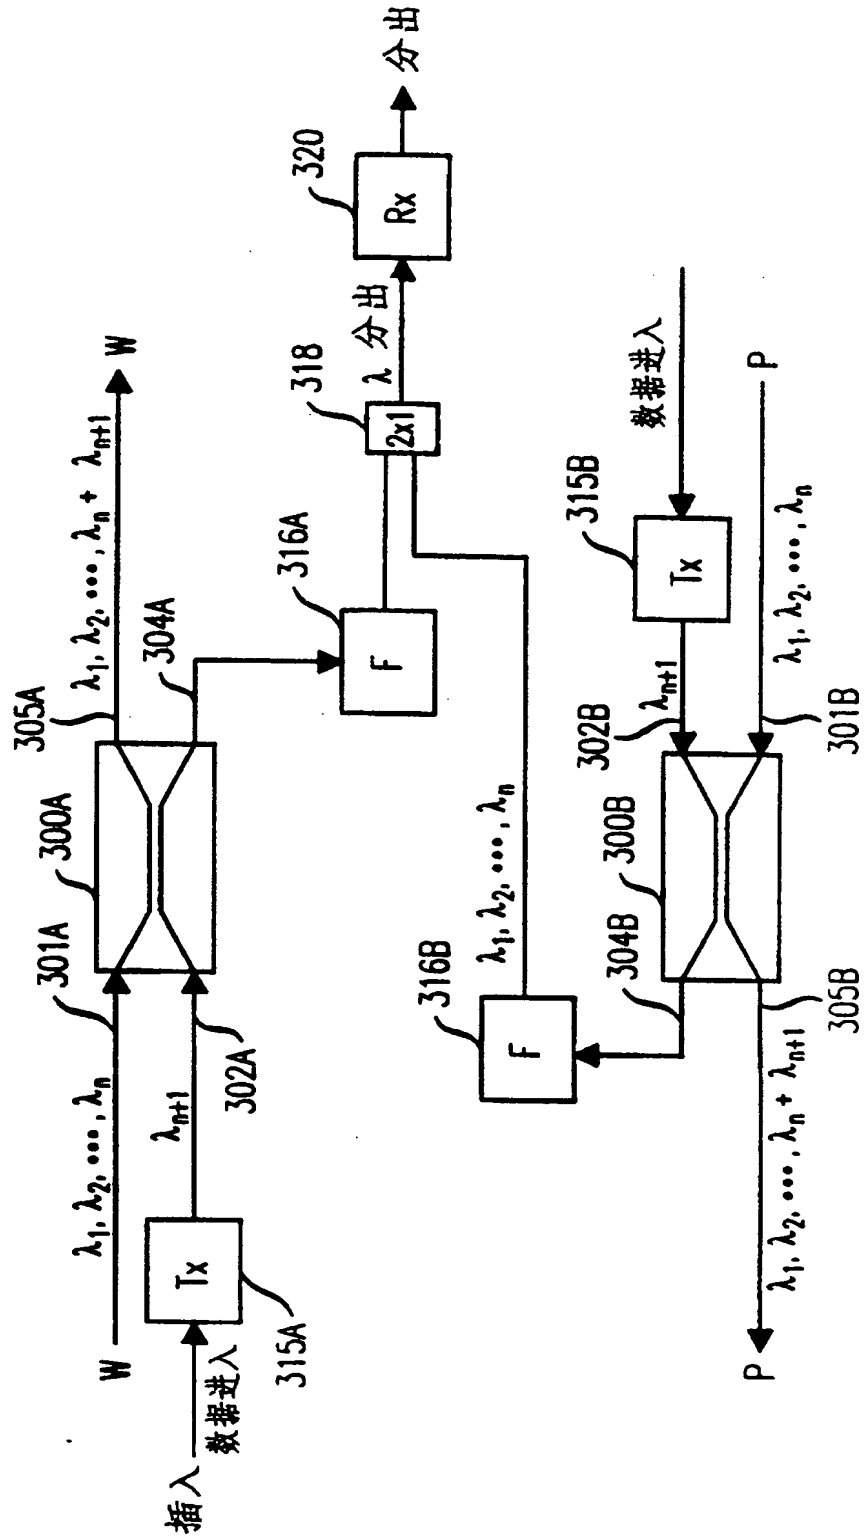 W
λ1, λ2, •••, λn
301A
300A
305A
λ1, λ2, •••, λn + λn+1
W
插入
数据进入
Tx
315A
λn+1
302A
304A
316A
F
318
2x1
λ 分出
320
Rx
分出
316B
F
λ1, λ2, •••, λn
304B
300B
302B
λn+1
315B
Tx
数据进入
P
λ1, λ2, •••, λn + λn+1
305B
301B
λ1, λ2, •••, λn
P